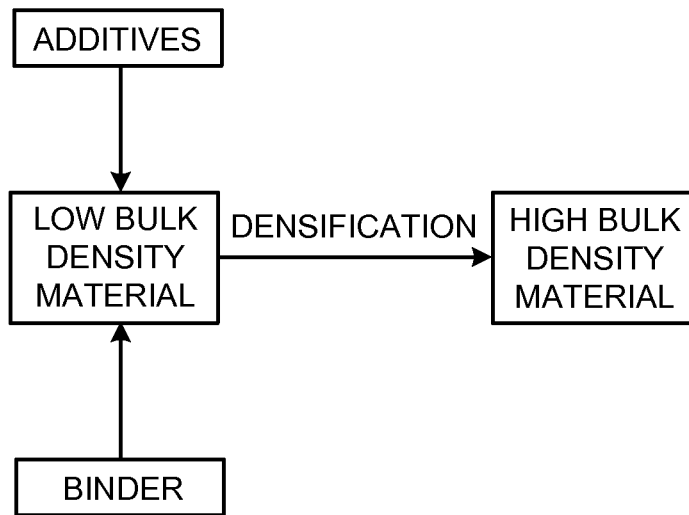 ADDITIVES
LOW BULK
DENSITY
MATERIAL
DENSIFICATION
HIGH BULK
DENSITY
MATERIAL
BINDER